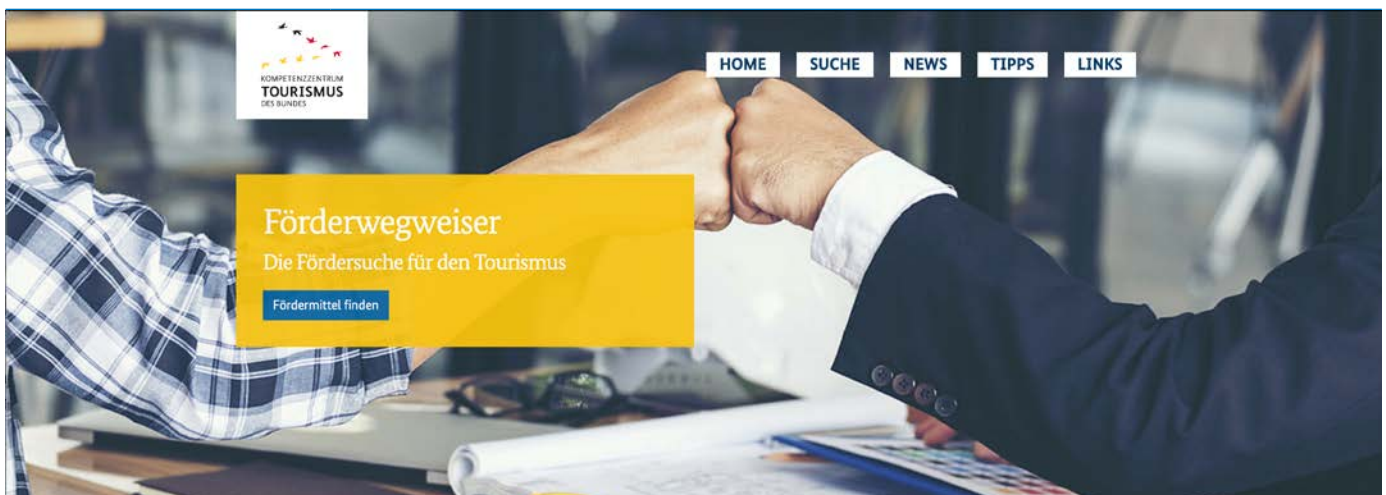 KOMPETENZZENTRUM
TOURISMUS
DES BUNDES
HOME SUCHE NEWS TIPPS LINKS
Förderwegweiser
Die Fördersuche für den Tourismus
Fördermittel finden